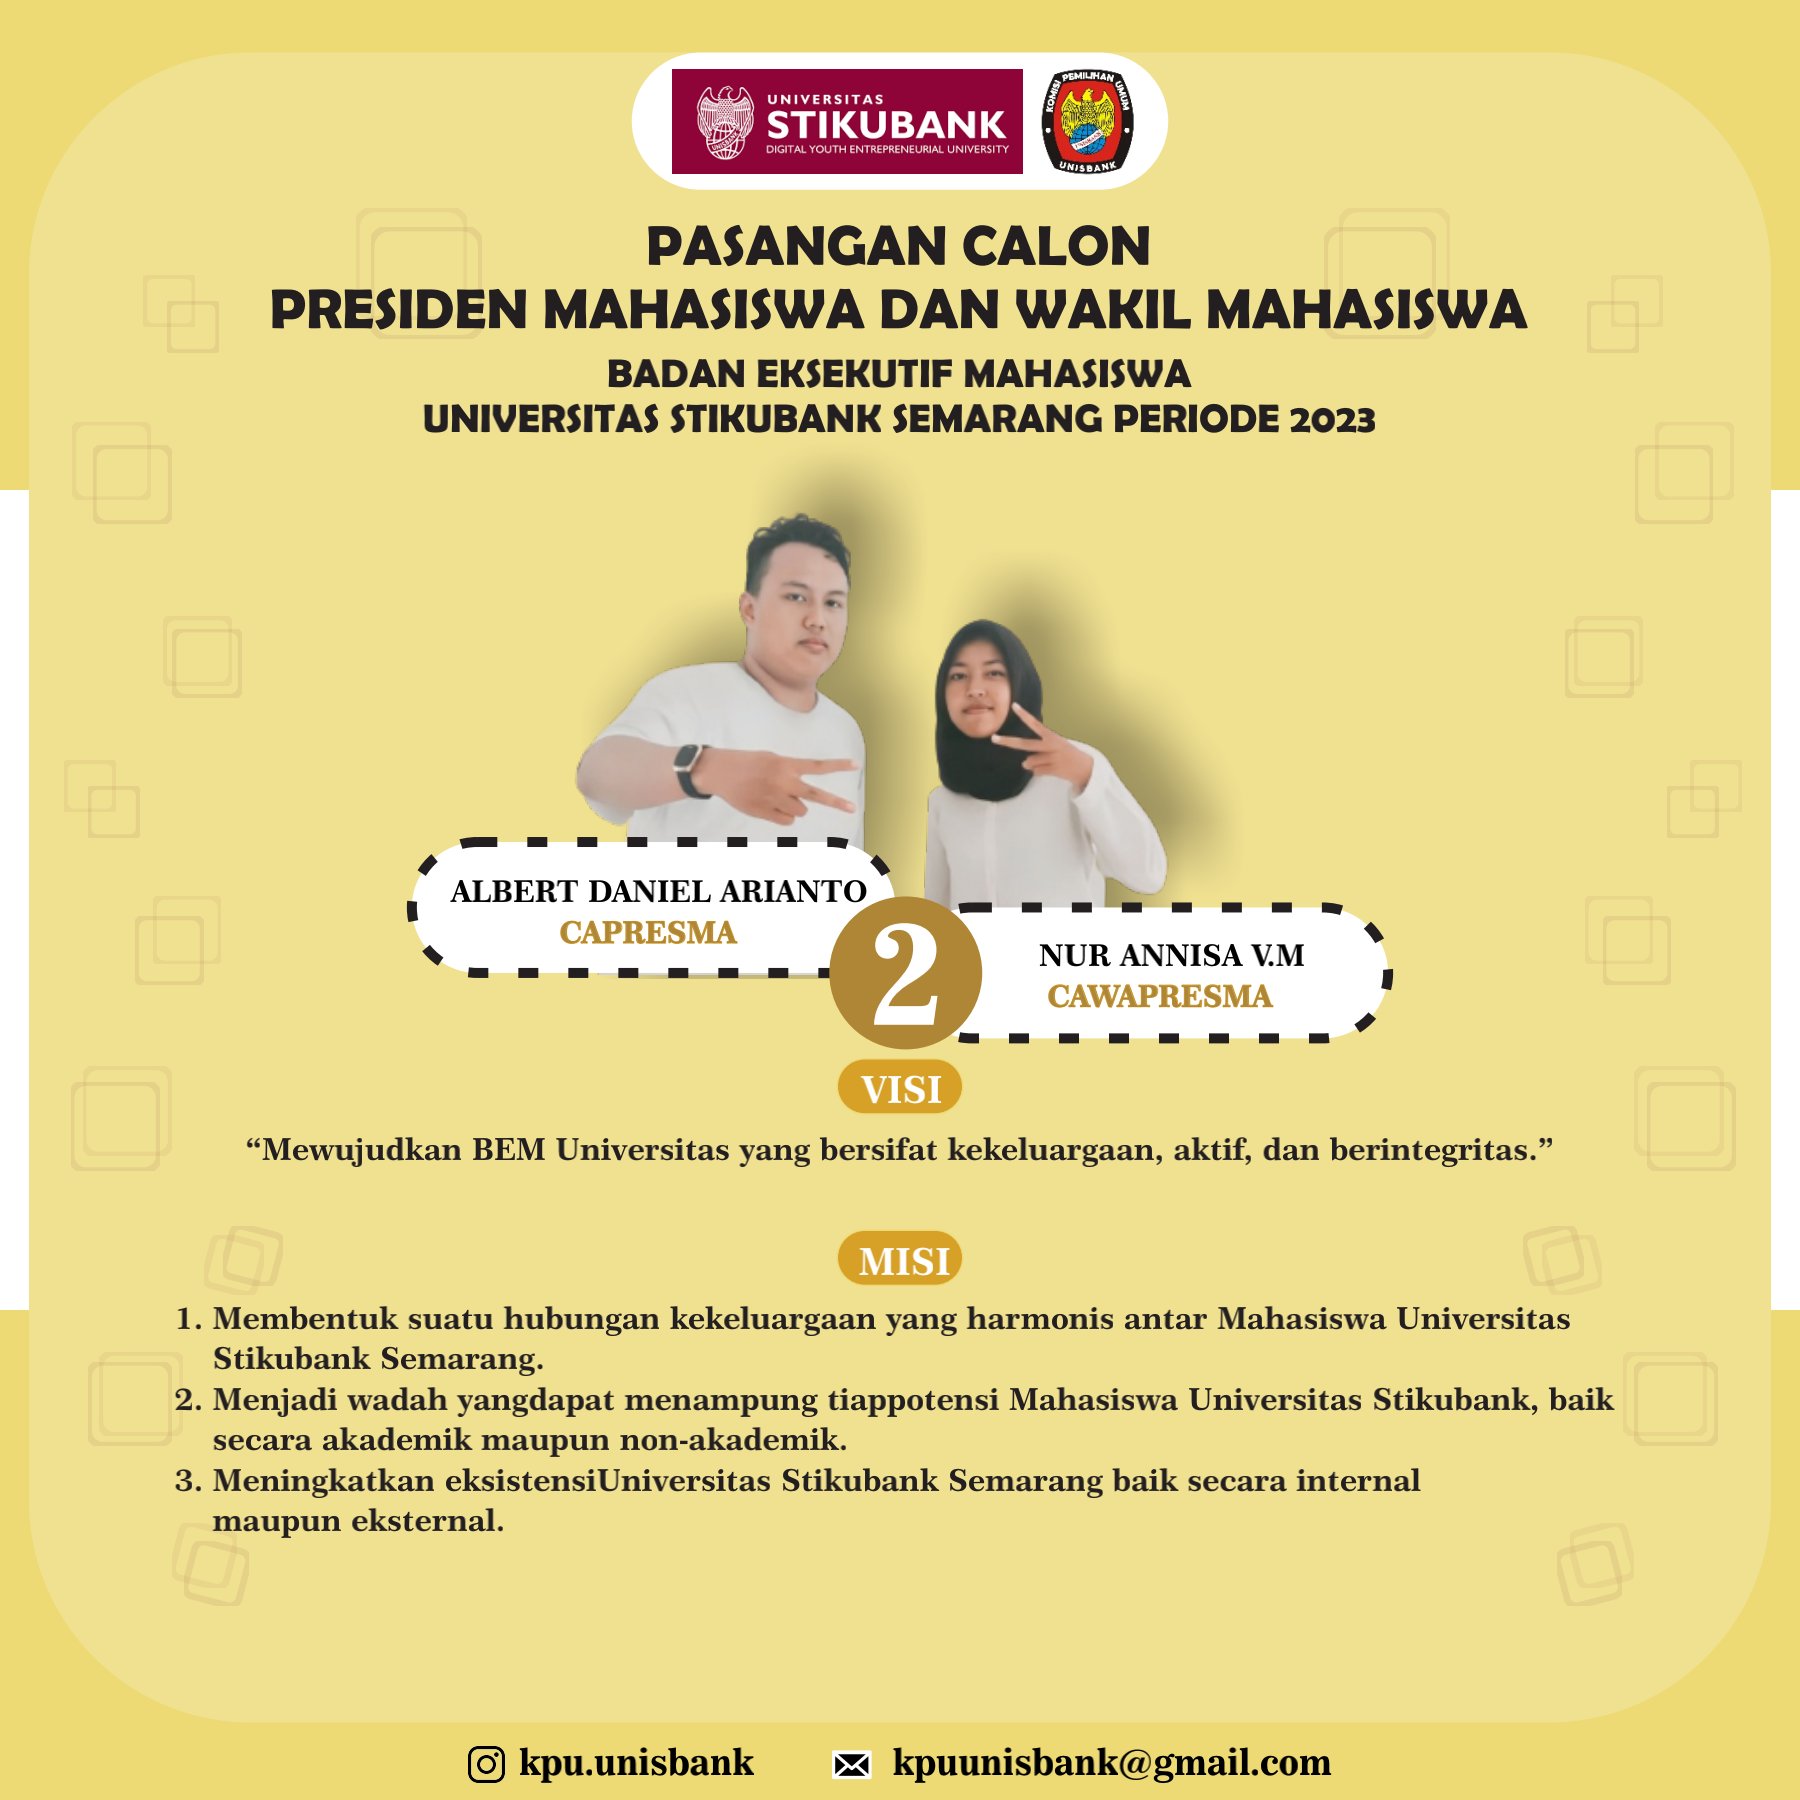 UNIVERSITAS
STIKUBANK
DIGITAL YOUTH ENTREPRENEURIAL UNIVERSITY
KOMISI PEMILIHAN UMUM
UNISBANK
PASANGAN CALON
PRESIDEN MAHASISWA DAN WAKIL MAHASISWA
BADAN EKSEKUTIF MAHASISWA
UNIVERSITAS STIKUBANK SEMARANG PERIODE 2023
ALBERT DANIEL ARIANTO
CAPRESMA
2
NUR ANNISA V.M
CAWAPRESMA
VISI
“Mewujudkan BEM Universitas yang bersifat kekeluargaan, aktif, dan berintegritas.”
MISI
1. Membentuk suatu hubungan kekeluargaan yang harmonis antar Mahasiswa Universitas
Stikubank Semarang.
2. Menjadi wadah yangdapat menampung tiappotensi Mahasiswa Universitas Stikubank, baik
secara akademik maupun non-akademik.
3. Meningkatkan eksistensiUniversitas Stikubank Semarang baik secara internal
maupun eksternal.
kpu.unisbank
kpuunisbank@gmail.com